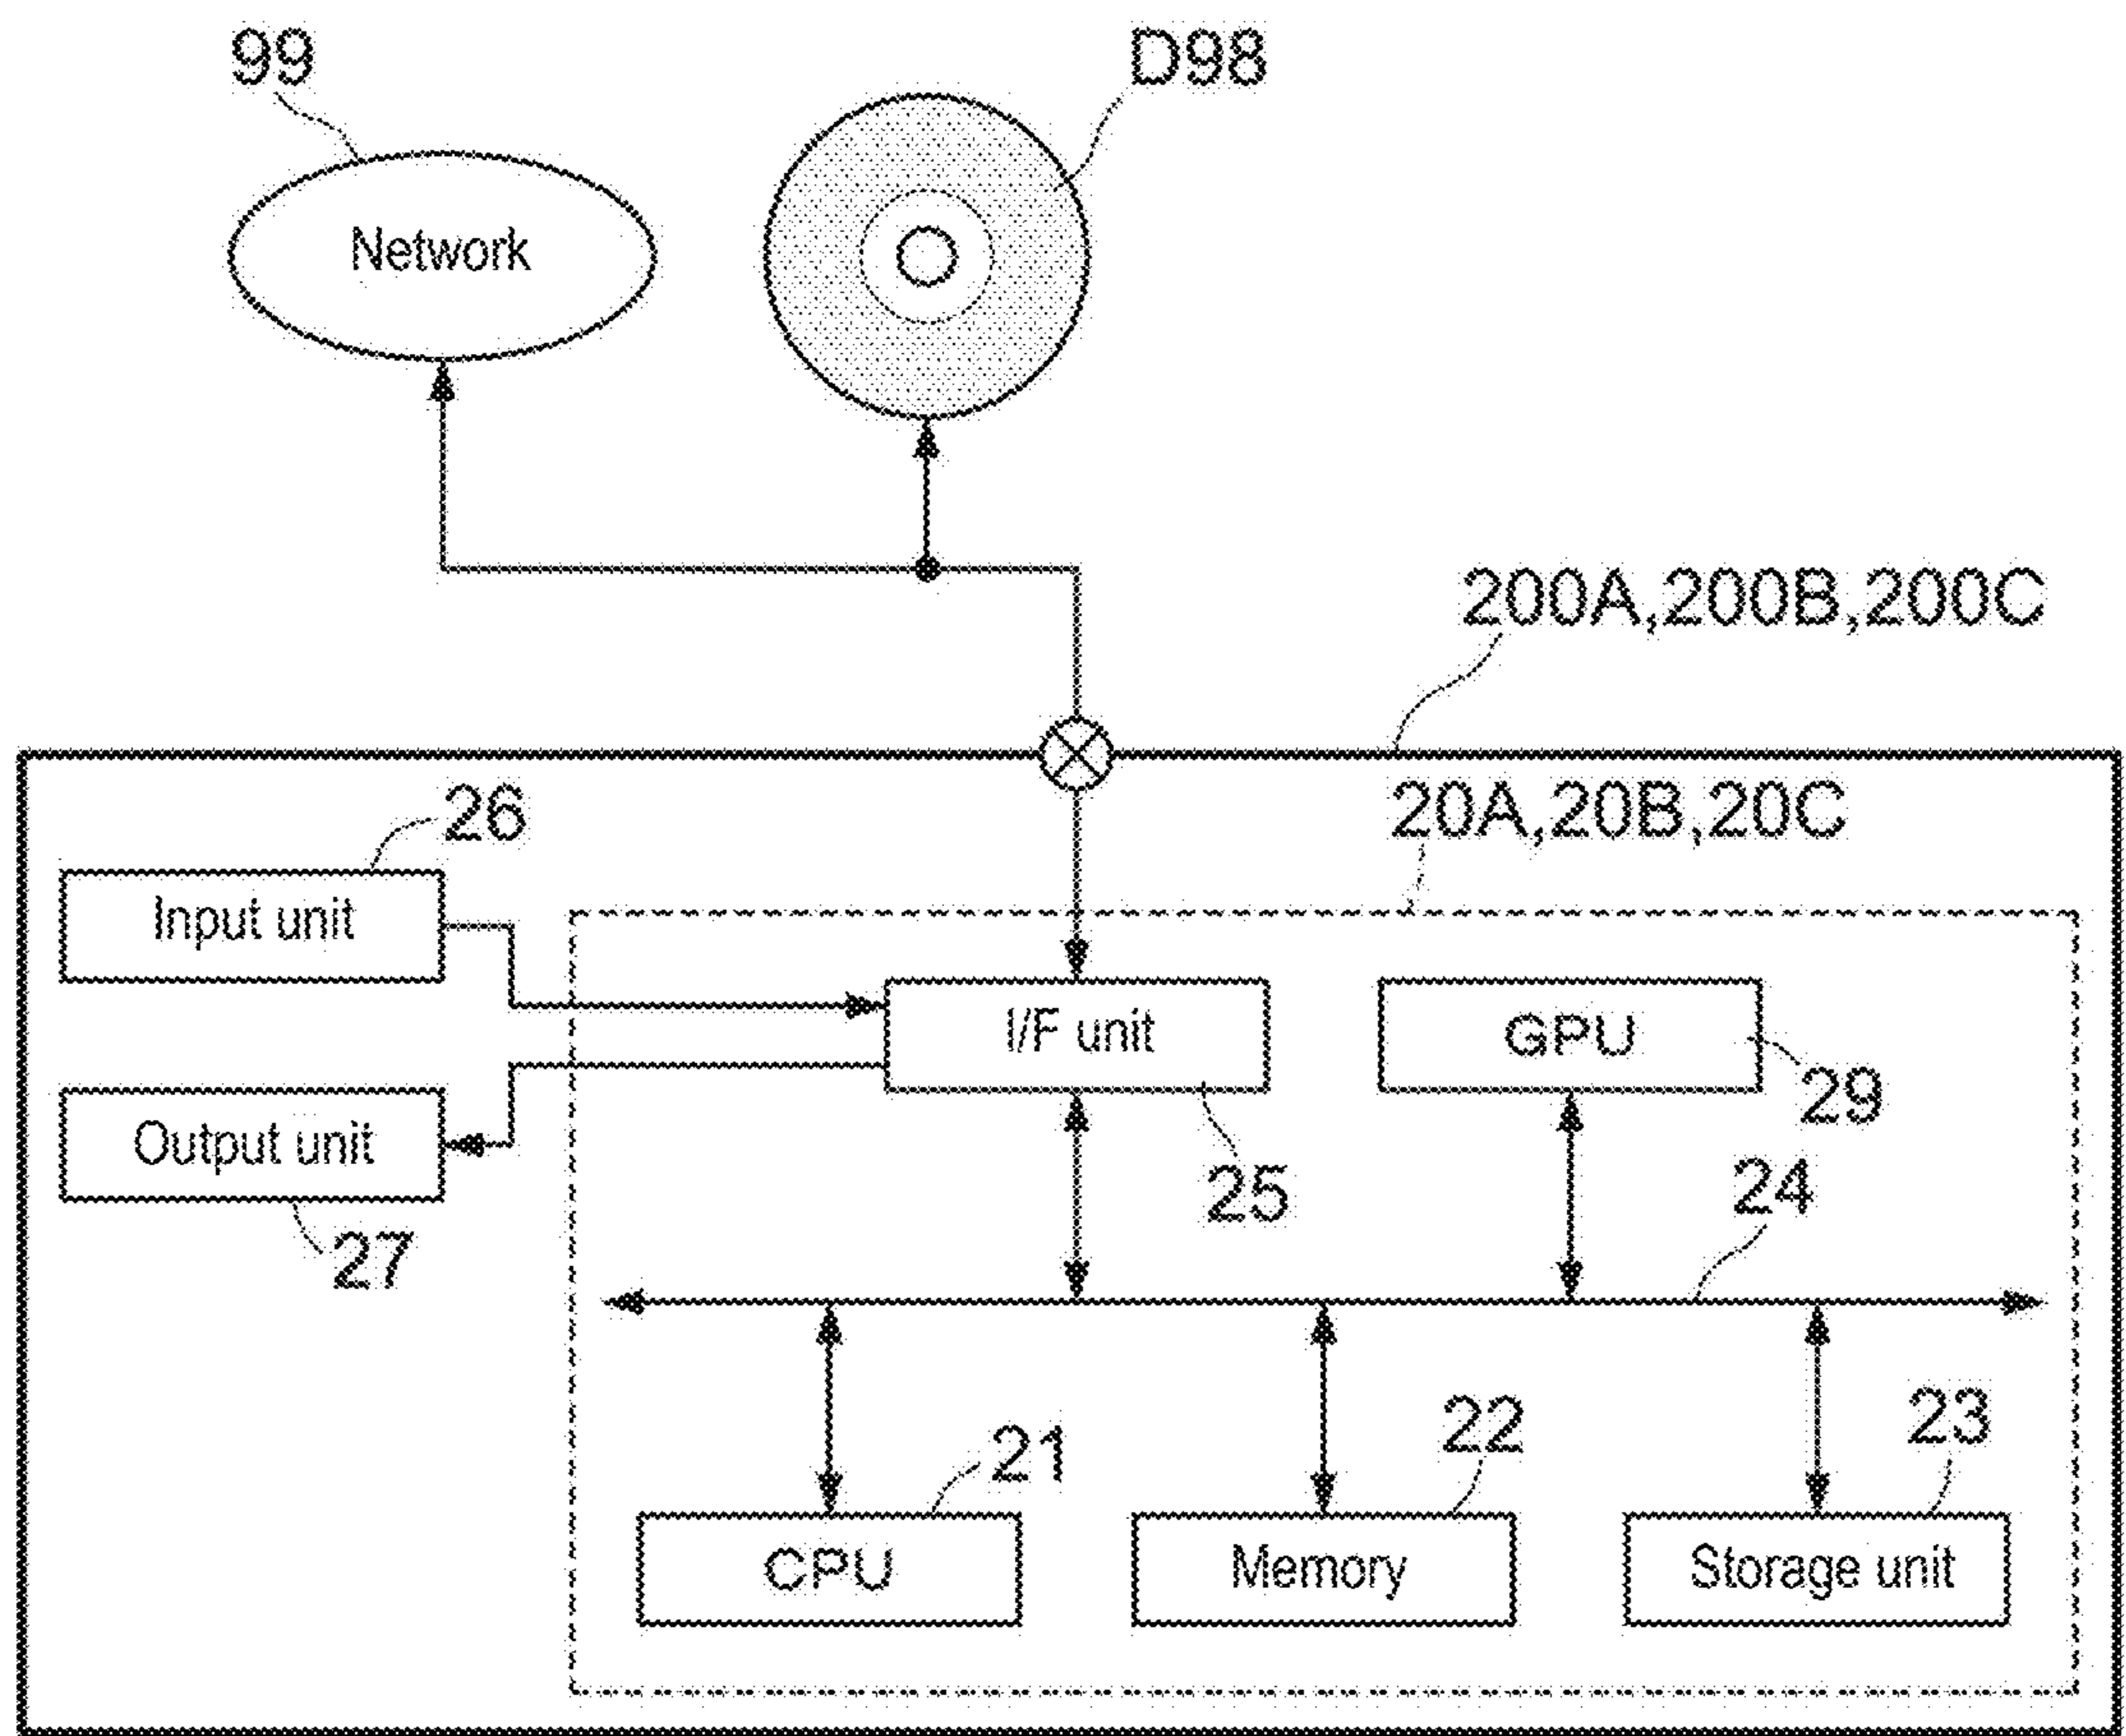 99
D98
Network
200A,200B,200C
20A,20B,20C
26
Input unit
I/F unit
GPU
29
Output unit
25
24
27
21
22
23
CPU
Memory
Storage unit